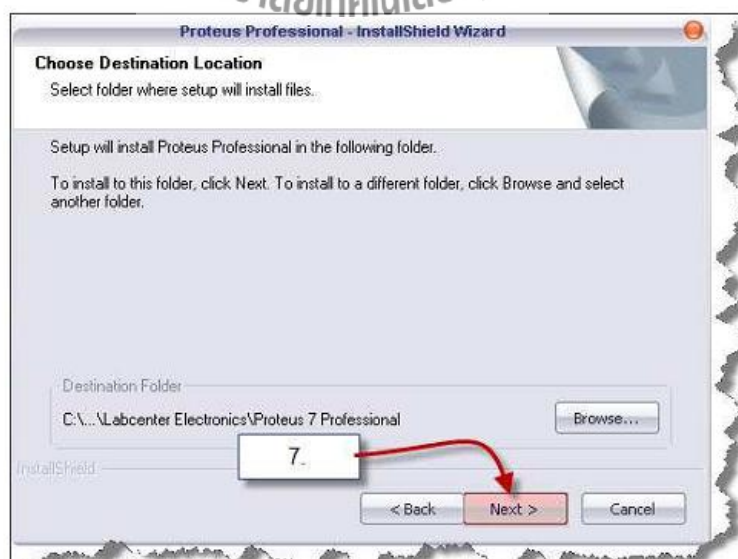 Proteus Professional - InstallShield Wizard
Choose Destination Location
Select folder where setup will install files.
Setup will install Proteus Professional in the following folder.
To install to this folder, click Next. To install to a different folder, click Browse and select
another folder.
Destination Folder
C:\...\Labcenter Electronics\Proteus 7 Professional
Browse...
7.
InstallShield
< Back
Next >
Cancel